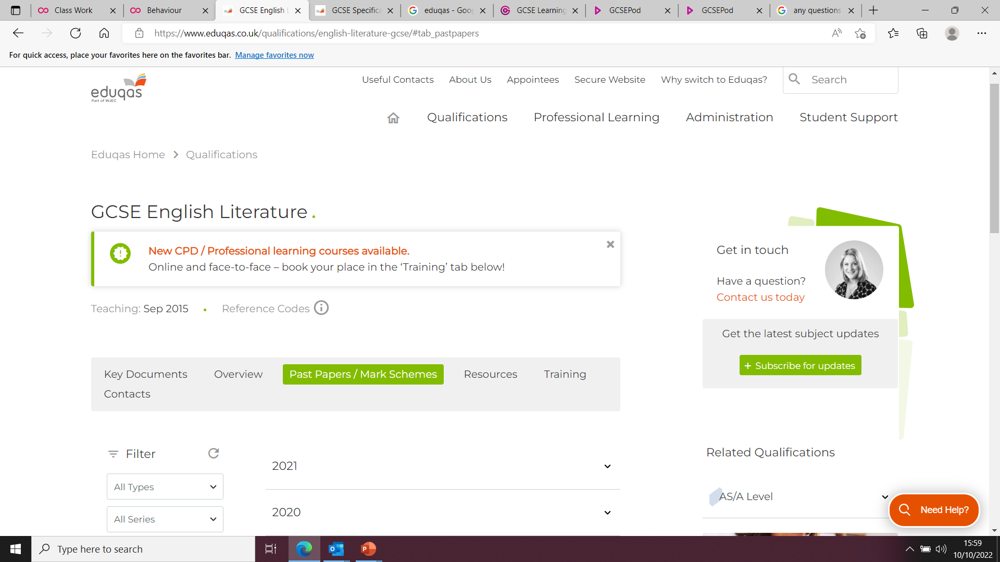 Class Work
Behaviour
GCSE English L
GCSE Specifica
eduqas - Goog
GCSE Learning
GCSEPod
GCSEPod
any questions
https://www.eduqas.co.uk/qualifications/english-literature-gcse/#tab_pastpapers
For quick access, place your favorites here on the favorites bar. Manage favorites now
eduqas
Part of WJEC
Useful Contacts
About Us
Appointees
Secure Website
Why switch to Eduqas?
Search
Qualifications
Professional Learning
Administration
Student Support
Eduqas Home > Qualifications
GCSE English Literature.
New CPD / Professional learning courses available.
Online and face-to-face – book your place in the ‘Training’ tab below!
Teaching: Sep 2015 • Reference Codes
Get in touch
Have a question?
Contact us today
Get the latest subject updates
+ Subscribe for updates
Key Documents
Overview
Past Papers / Mark Schemes
Resources
Training
Contacts
Filter
All Types
All Series
2021
2020
Related Qualifications
AS/A Level
Need Help?
Type here to search
15:59
10/10/2022